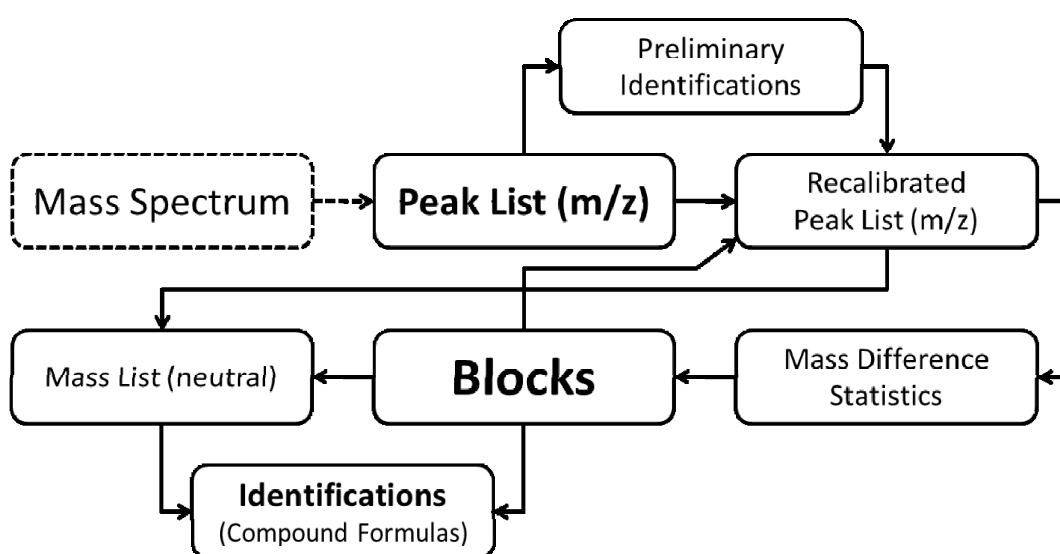 Preliminary
Identifications
Mass Spectrum
Peak List (m/z)
Recalibrated
Peak List (m/z)
Mass List (neutral)
Blocks
Mass Difference
Statistics
Identifications
(Compound Formulas)